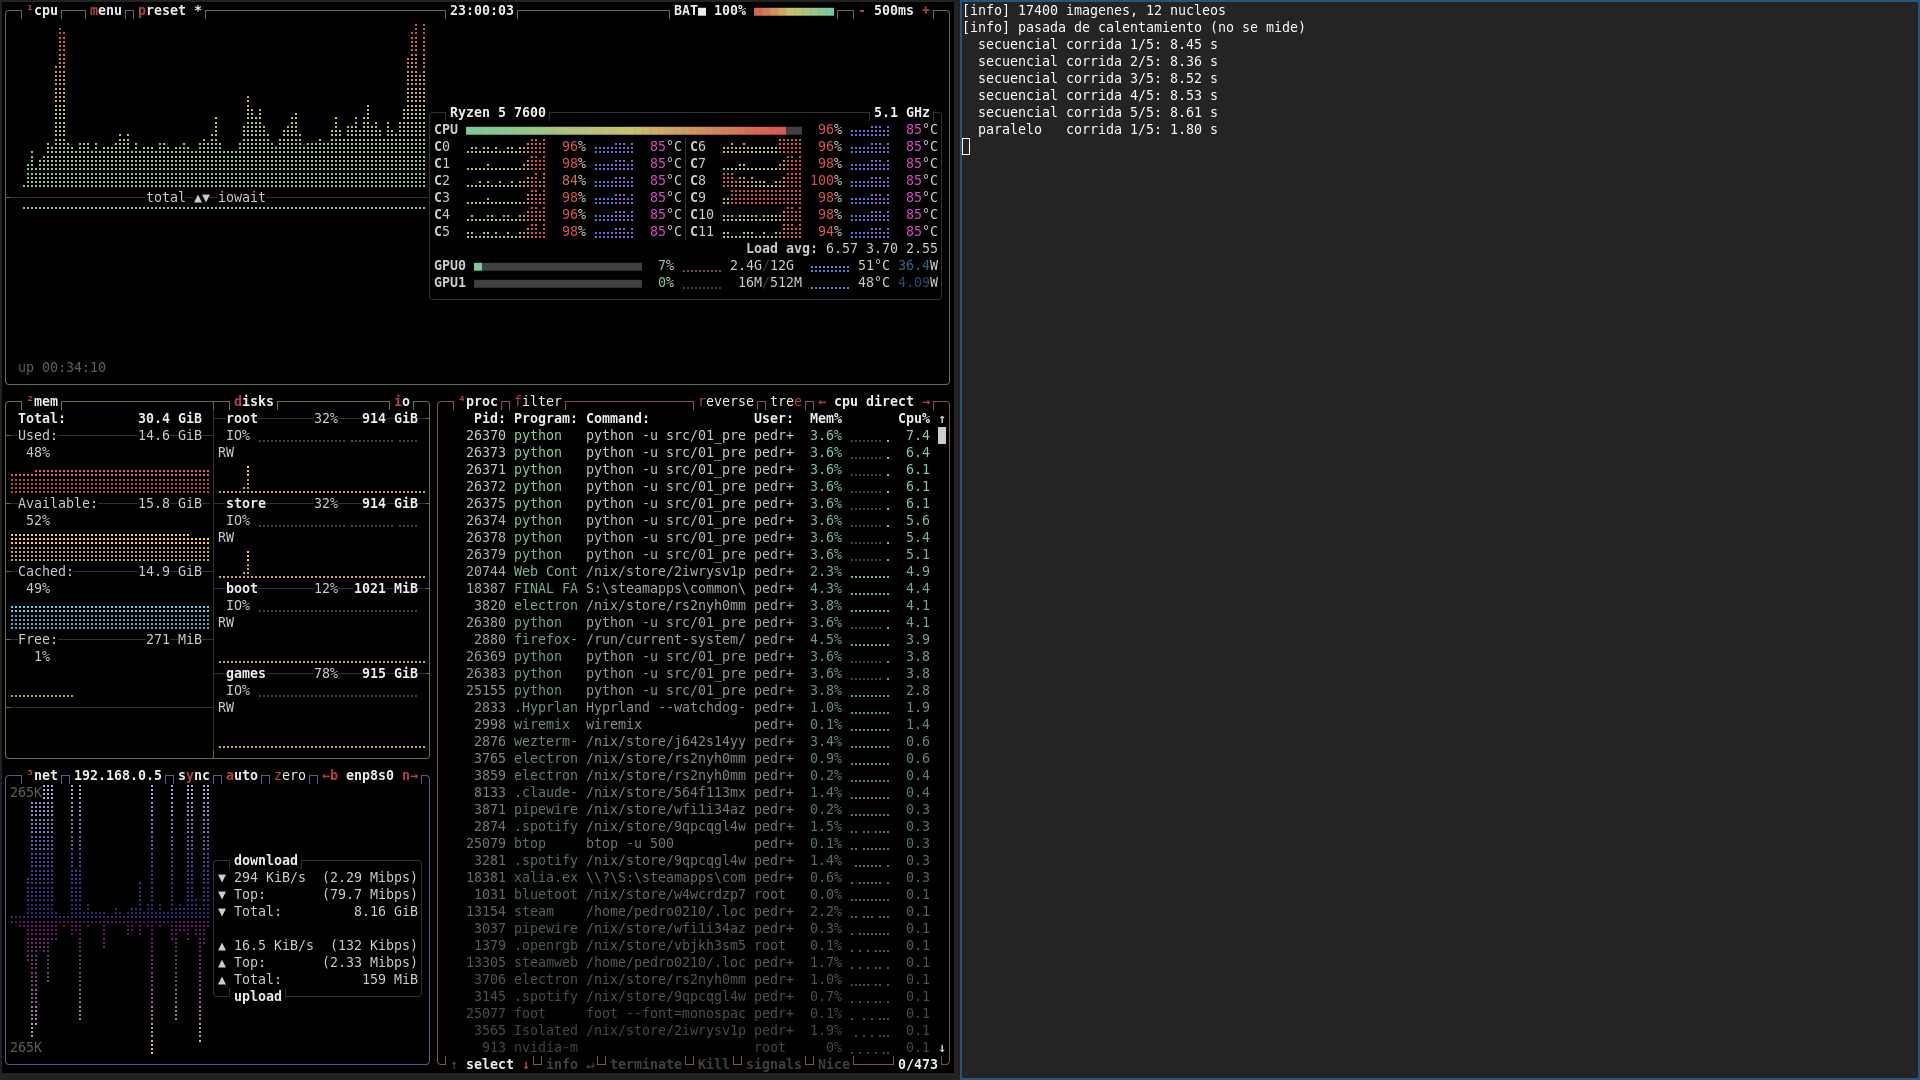 ¹cpu menu preset * 23:00:03 BAT■ 100% - 500ms +
Ryzen 5 7600 5.1 GHz
CPU 96% 85°C
C0 96% 85°C C6 96% 85°C
C1 98% 85°C C7 98% 85°C
C2 84% 85°C C8 100% 85°C
C3 98% 85°C C9 98% 85°C
C4 96% 85°C C10 98% 85°C
C5 98% 85°C C11 94% 85°C
Load avg: 6.57 3.70 2.55
GPU0 7% 2.4G/12G 51°C 36.4W
GPU1 0% 16M/512M 48°C 4.09W
total ▲▼ iowait
up 00:34:10
²mem
Total: 30.4 GiB
Used: 14.6 GiB
48%
Available: 15.8 GiB
52%
Cached: 14.9 GiB
49%
Free: 271 MiB
1%
disks io
root 32% 914 GiB
IO%
RW
store 32% 914 GiB
IO%
RW
boot 12% 1021 MiB
IO%
RW
games 78% 915 GiB
IO%
RW
³net 192.168.0.5 sync auto zero ←b enp8s0 n→
265K
download
▼ 294 KiB/s (2.29 Mibps)
▼ Top: (79.7 Mibps)
▼ Total: 8.16 GiB
▲ 16.5 KiB/s (132 Kibps)
▲ Top: (2.33 Mibps)
▲ Total: 159 MiB
upload
265K
⁴proc filter reverse tree ← cpu direct →
Pid: Program: Command: User: Mem% Cpu% ↑
26370 python python -u src/01_pre pedr+ 3.6% 7.4
26373 python python -u src/01_pre pedr+ 3.6% 6.4
26371 python python -u src/01_pre pedr+ 3.6% 6.1
26372 python python -u src/01_pre pedr+ 3.6% 6.1
26375 python python -u src/01_pre pedr+ 3.6% 6.1
26374 python python -u src/01_pre pedr+ 3.6% 5.6
26378 python python -u src/01_pre pedr+ 3.6% 5.4
26379 python python -u src/01_pre pedr+ 3.6% 5.1
20744 Web Cont /nix/store/2iwrysv1p pedr+ 2.3% 4.9
18387 FINAL FA S:\steamapps\common\ pedr+ 4.3% 4.4
3820 electron /nix/store/rs2nyh0mm pedr+ 3.8% 4.1
26380 python python -u src/01_pre pedr+ 3.6% 4.1
2880 firefox- /run/current-system/ pedr+ 4.5% 3.9
26369 python python -u src/01_pre pedr+ 3.6% 3.8
26383 python python -u src/01_pre pedr+ 3.6% 3.8
25155 python python -u src/01_pre pedr+ 3.8% 2.8
2833 .Hyprlan Hyprland --watchdog- pedr+ 1.0% 1.9
2998 wiremix wiremix pedr+ 0.1% 1.4
2876 wezterm- /nix/store/j642s14yy pedr+ 3.4% 0.6
3765 electron /nix/store/rs2nyh0mm pedr+ 0.9% 0.6
3859 electron /nix/store/rs2nyh0mm pedr+ 0.2% 0.4
8133 .claude- /nix/store/564f113mx pedr+ 1.4% 0.4
3871 pipewire /nix/store/wfi1i34az pedr+ 0.2% 0.3
2874 .spotify /nix/store/9qpcqgl4w pedr+ 1.5% 0.3
25079 btop btop -u 500 pedr+ 0.1% 0.3
3281 .spotify /nix/store/9qpcqgl4w pedr+ 1.4% 0.3
18381 xalia.ex \\?\S:\steamapps\com pedr+ 0.6% 0.3
1031 bluetoot /nix/store/w4wcrdzp7 root 0.0% 0.1
13154 steam /home/pedro0210/.loc pedr+ 2.2% 0.1
3037 pipewire /nix/store/wfi1i34az pedr+ 0.3% 0.1
1379 .openrgb /nix/store/vbjkh3sm5 root 0.1% 0.1
13305 steamweb /home/pedro0210/.loc pedr+ 1.7% 0.1
3706 electron /nix/store/rs2nyh0mm pedr+ 1.0% 0.1
3145 .spotify /nix/store/9qpcqgl4w pedr+ 0.7% 0.1
25077 foot foot --font=monospac pedr+ 0.1% 0.1
3565 Isolated /nix/store/2iwrysv1p pedr+ 1.9% 0.1
913 nvidia-m root 0% 0.1 ↓
↑ select ↓ info ↵ terminate Kill signals Nice 0/473
[info] 17400 imagenes, 12 nucleos
[info] pasada de calentamiento (no se mide)
secuencial corrida 1/5: 8.45 s
secuencial corrida 2/5: 8.36 s
secuencial corrida 3/5: 8.52 s
secuencial corrida 4/5: 8.53 s
secuencial corrida 5/5: 8.61 s
paralelo corrida 1/5: 1.80 s